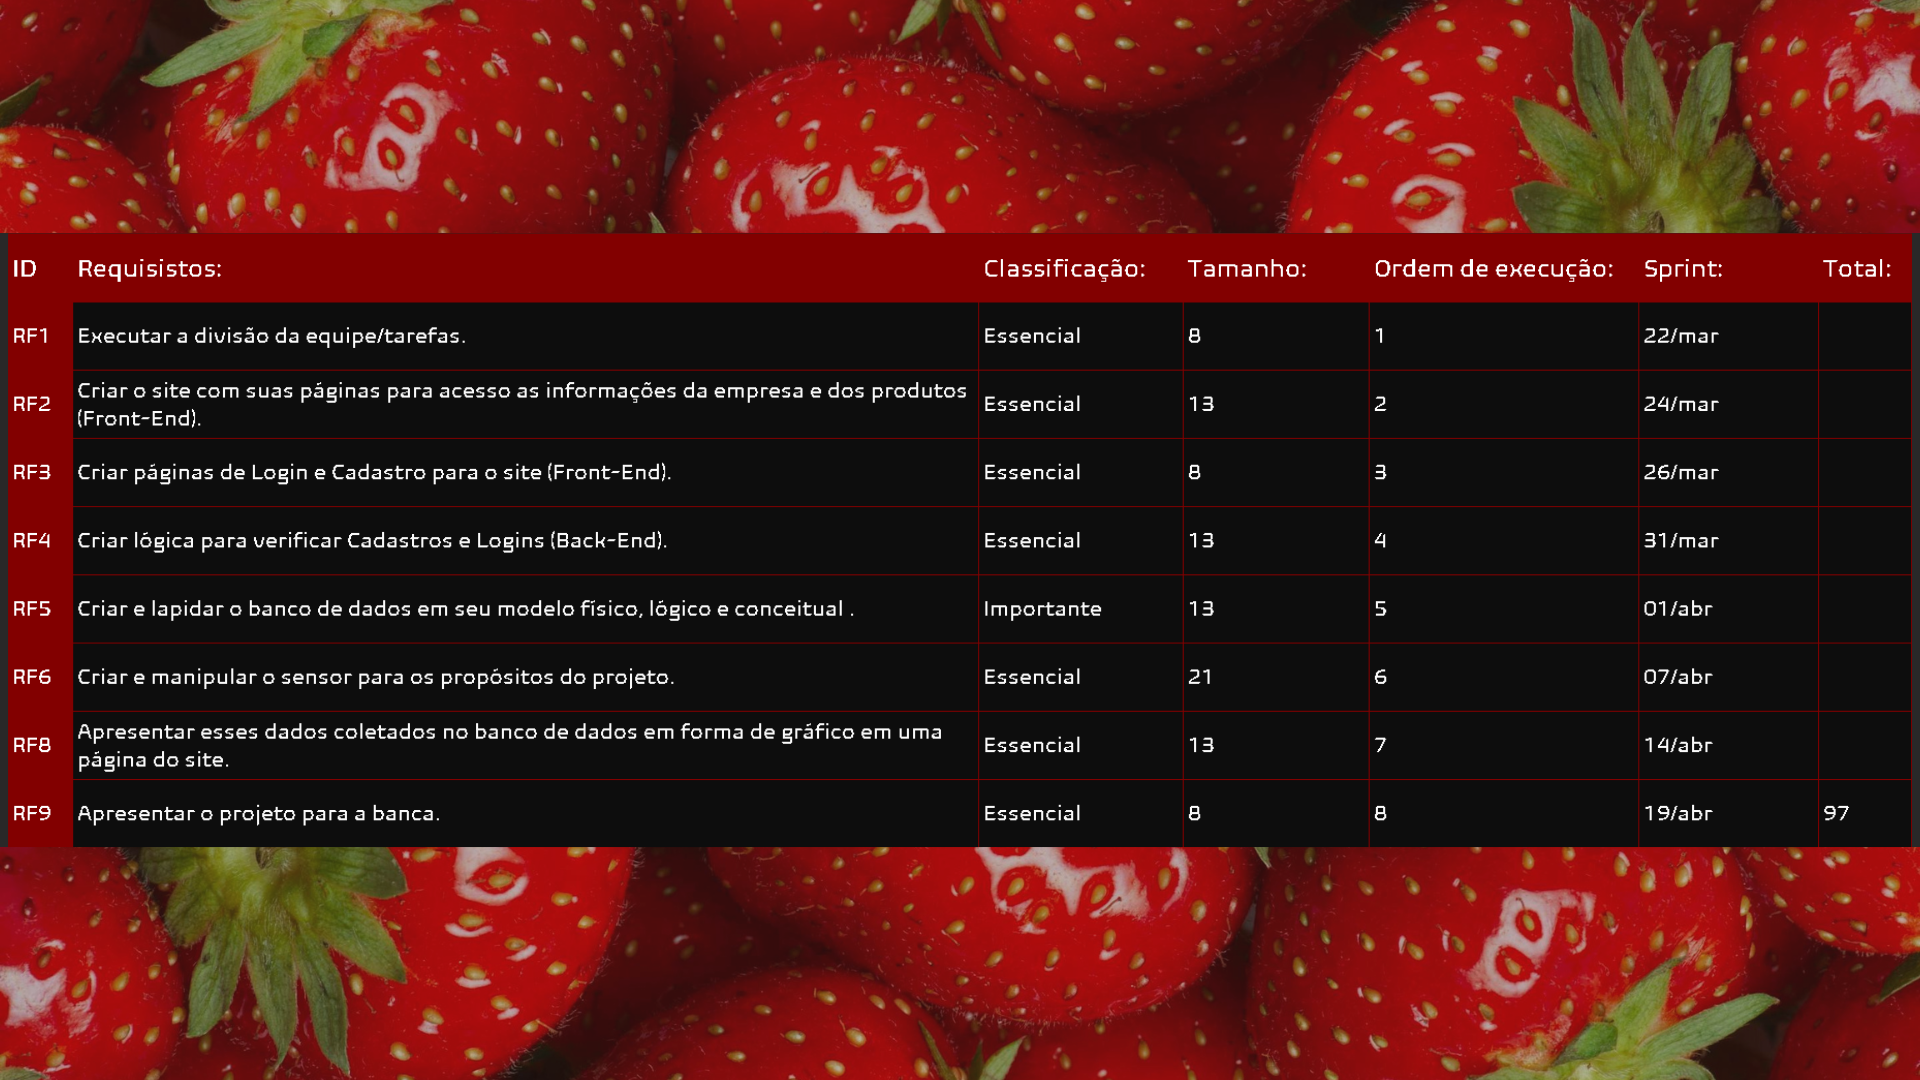 ID Requisistos: Classificação: Tamanho: Ordem de execução: Sprint: Total:
RF1 Executar a divisão da equipe/tarefas. Essencial 8 1 22/mar
RF2 Criar o site com suas páginas para acesso as informações da empresa e dos produtos
(Front-End). Essencial 13 2 24/mar
RF3 Criar páginas de Login e Cadastro para o site (Front-End). Essencial 8 3 26/mar
RF4 Criar lógica para verificar Cadastros e Logins (Back-End). Essencial 13 4 31/mar
RF5 Criar e lapidar o banco de dados em seu modelo físico, lógico e conceitual . Importante 13 5 01/abr
RF6 Criar e manipular o sensor para os propósitos do projeto. Essencial 21 6 07/abr
RF8 Apresentar esses dados coletados no banco de dados em forma de gráfico em uma
página do site. Essencial 13 7 14/abr
RF9 Apresentar o projeto para a banca. Essencial 8 8 19/abr 97